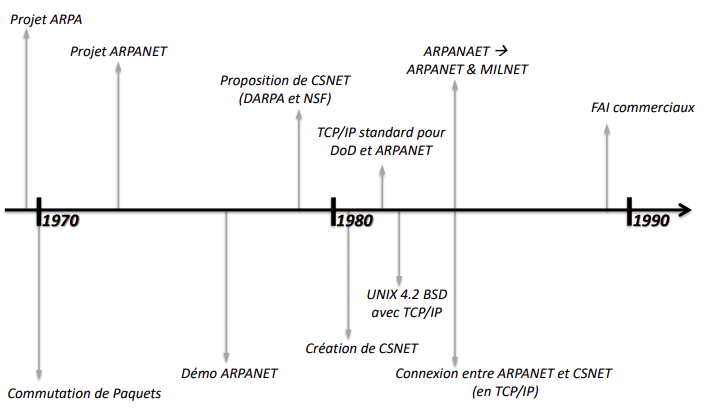 Projet ARPA
Projet ARPANET
ARPANAET →
ARPANET & MILNET
Proposition de CSNET
(DARPA et NSF)
FAI commerciaux
TCP/IP standard pour
DoD et ARPANET
1970
1980
1990
UNIX 4.2 BSD
avec TCP/IP
Création de CSNET
Démo ARPANET
Connexion entre ARPANET et CSNET
(en TCP/IP)
Commutation de Paquets